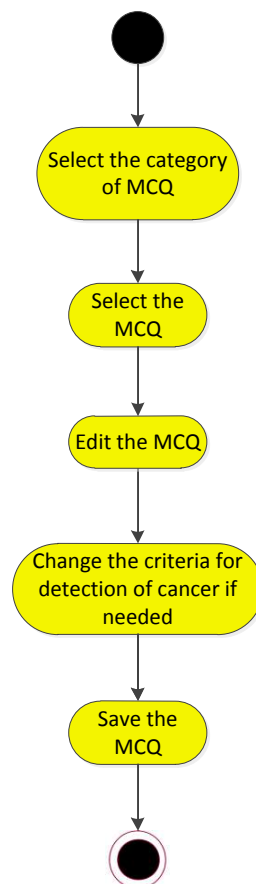 Select the category
of MCQ
Select the
MCQ
Edit the MCQ
Change the criteria for
detection of cancer if
needed
Save the
MCQ